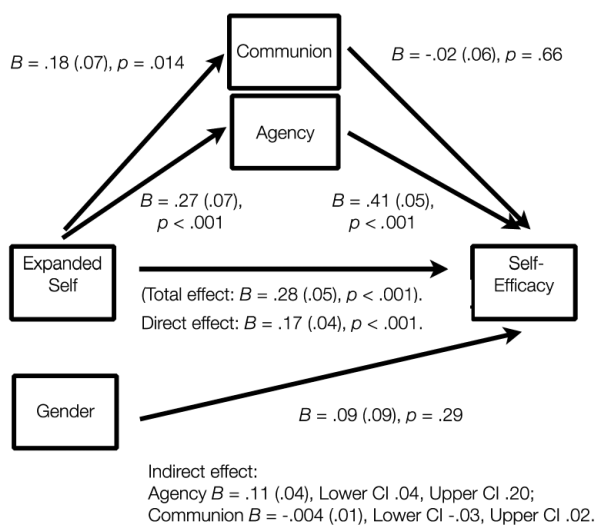 Communion
B = .18 (.07), p = .014
B = -.02 (.06), p = .66
Agency
B = .27 (.07),
p < .001
B = .41 (.05),
p < .001
Expanded
Self
Self-
Efficacy
(Total effect: B = .28 (.05), p < .001).
Direct effect: B = .17 (.04), p < .001.
Gender
B = .09 (.09), p = .29
Indirect effect:
Agency B = .11 (.04), Lower CI .04, Upper CI .20;
Communion B = -.004 (.01), Lower CI -.03, Upper CI .02.